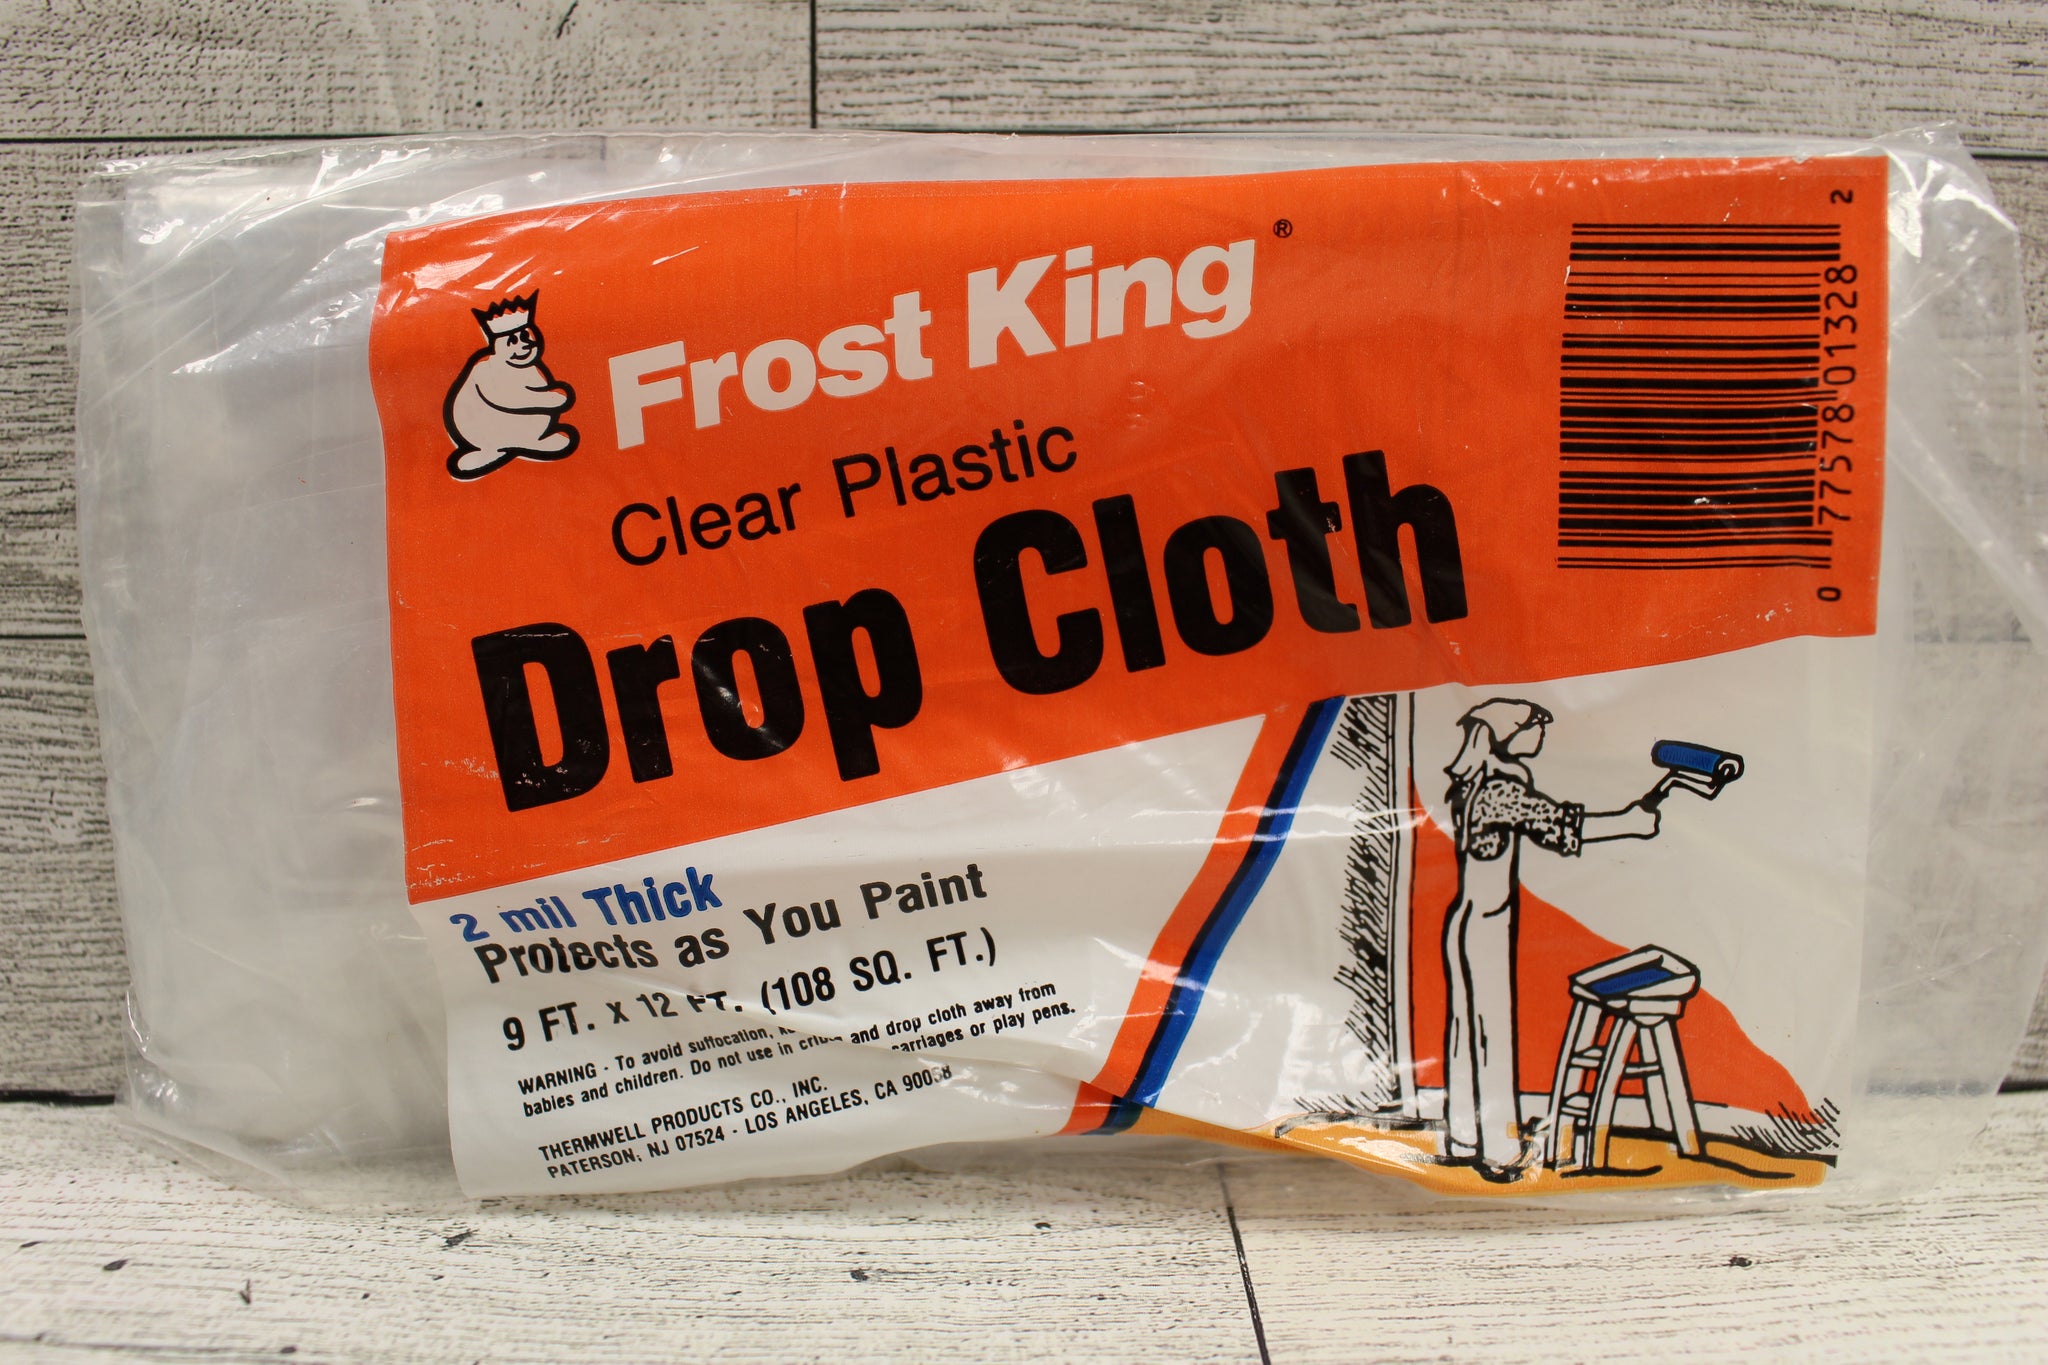 Frost King®
Clear Plastic
Drop Cloth
0 77578 01328 2
2 mil Thick
Protects as You Paint
9 FT. x 12 FT. (108 SQ. FT.)
WARNING - To avoid suffocation, and drop cloth away from
babies and children. Do not use in carriages or play pens.
THERMWELL PRODUCTS CO., INC.
PATERSON, NJ 07524 - LOS ANGELES, CA 90058